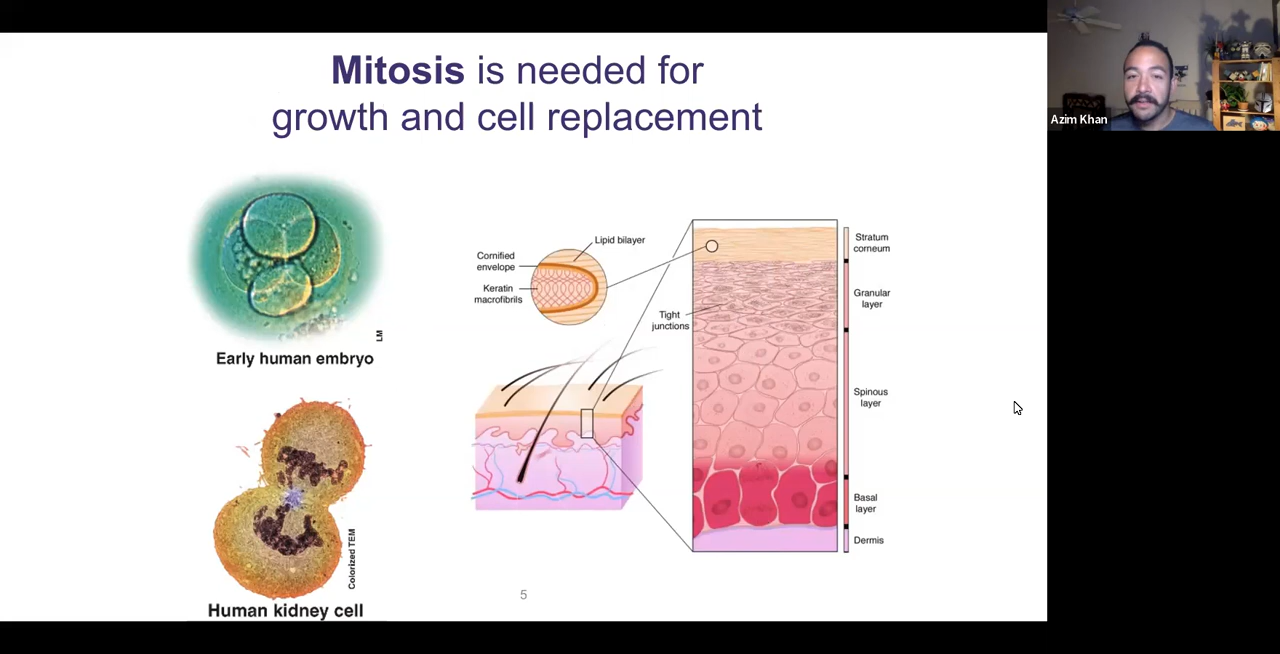 Mitosis is needed for
growth and cell replacement
Azim Khan
LM
Early human embryo
Colorized TEM
Human kidney cell
Lipid bilayer
Cornified
envelope
Keratin
macrofibrils
Tight
junctions
Stratum
corneum
Granular
layer
Spinous
layer
Basal
layer
Dermis
5